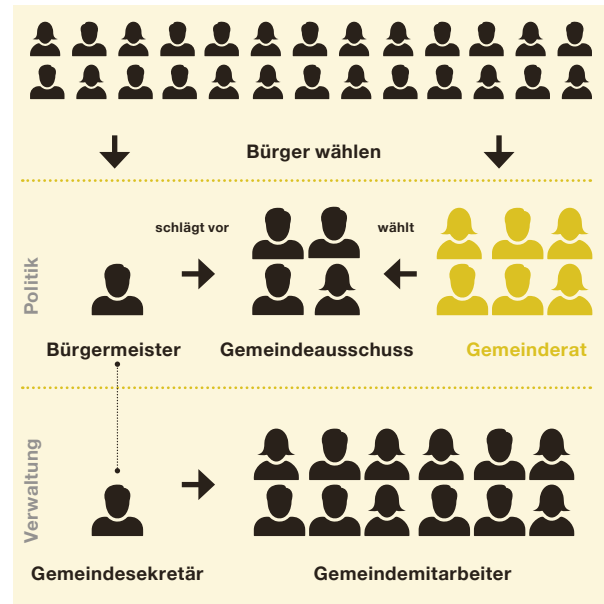 Bürger wählen
Politik
schlägt vor
wählt
Bürgermeister
Gemeindeausschuss
Gemeinderat
Verwaltung
Gemeindesekretär
Gemeindemitarbeiter